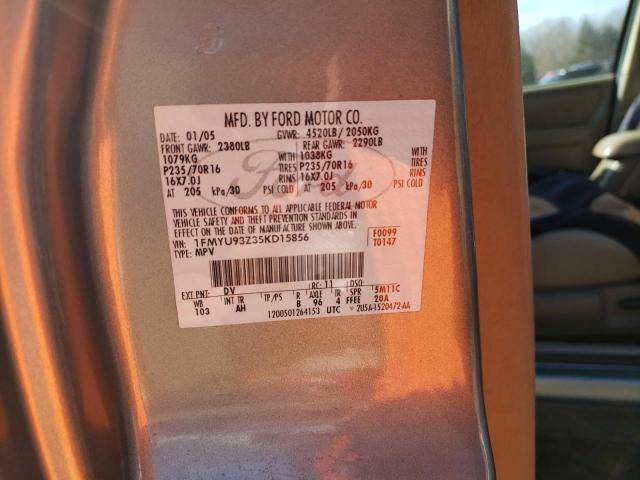 MFD. BY FORD MOTOR CO.
DATE: 01/05 GVWR: 4520LB/ 2050KG
FRONT GAWR: 2380LB REAR GAWR: 2290LB
1079KG WITH 1038KG WITH
P235/70R16 TIRES P235/70R16 TIRES
16X7.0J RIMS 16X7.0J RIMS
AT 205 kPa/30 PSI COLD AT 205 kPa/30 PSI COLD
THIS VEHICLE CONFORMS TO ALL APPLICABLE FEDERAL MOTOR
VEHICLE SAFETY AND THEFT PREVENTION STANDARDS IN
EFFECT ON THE DATE OF MANUFACTURE SHOWN ABOVE.
VIN: 1FMYU93Z35KD15856 F0099
TYPE: MPV T0147
EXT PNT: DV RC: 11 DSO:
WB INT TR TP/PS R AXLE TR SPR 5M11C
103 AH B 96 4 FFEE 20A
1200501264153 UTC 2U5A-1520472-AA
Ford